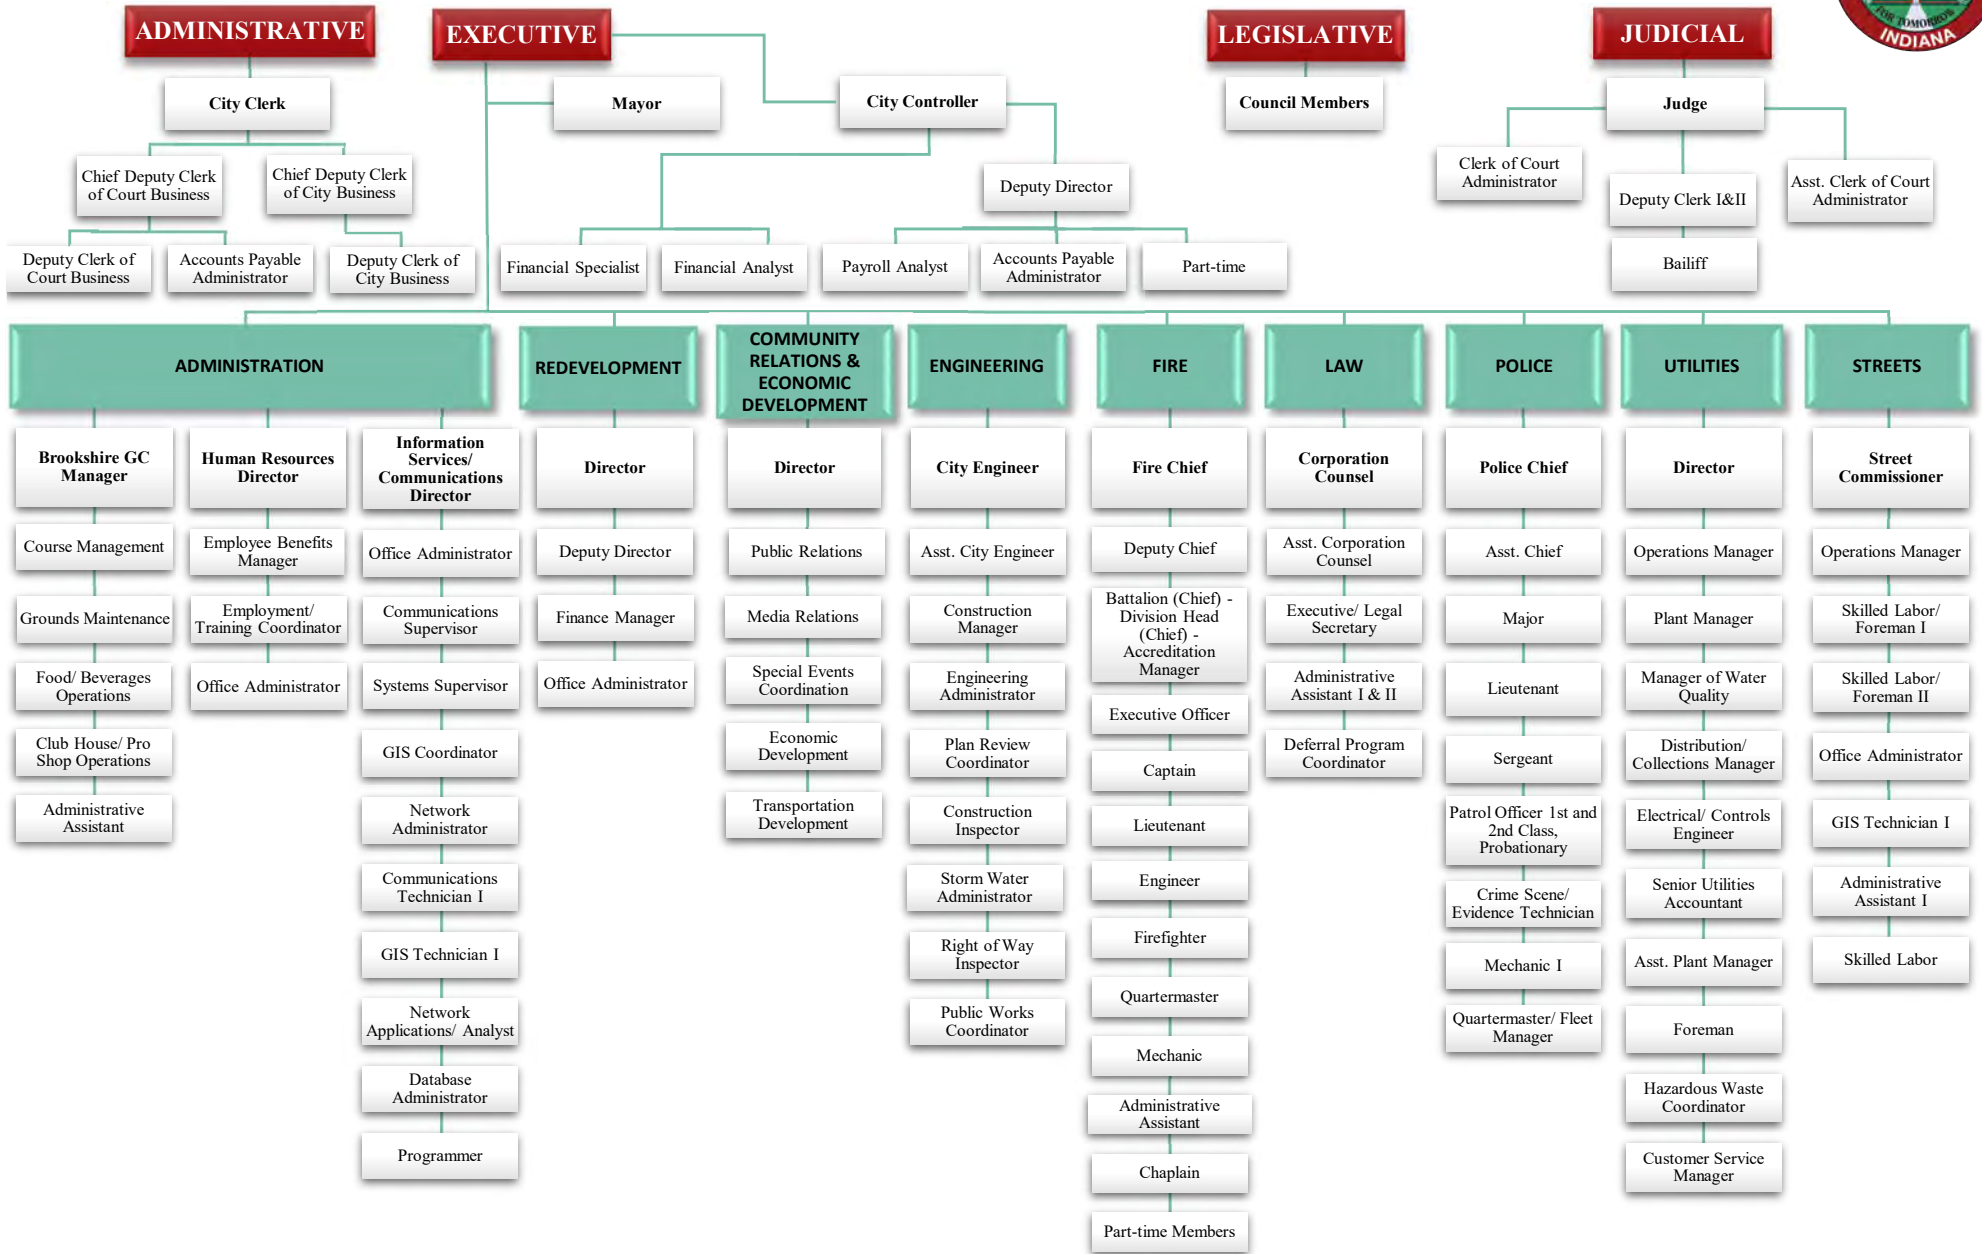 ADMINISTRATIVE
EXECUTIVE
LEGISLATIVE
JUDICIAL
FOR TOMORROW
INDIANA
City Clerk
Mayor
City Controller
Council Members
Judge
Chief Deputy Clerk
of Court Business
Chief Deputy Clerk
of City Business
Deputy Director
Clerk of Court
Administrator
Deputy Clerk I&II
Asst. Clerk of Court
Administrator
Deputy Clerk of
Court Business
Accounts Payable
Administrator
Deputy Clerk of
City Business
Financial Specialist
Financial Analyst
Payroll Analyst
Accounts Payable
Administrator
Part-time
Bailiff
ADMINISTRATION
REDEVELOPMENT
COMMUNITY
RELATIONS &
ECONOMIC
DEVELOPMENT
ENGINEERING
FIRE
LAW
POLICE
UTILITIES
STREETS
Brookshire GC
Manager
Course Management
Grounds Maintenance
Food/ Beverages
Operations
Club House/ Pro
Shop Operations
Administrative
Assistant
Human Resources
Director
Employee Benefits
Manager
Employment/
Training Coordinator
Office Administrator
Information
Services/
Communications
Director
Office Administrator
Communications
Supervisor
Systems Supervisor
GIS Coordinator
Network
Administrator
Communications
Technician I
GIS Technician I
Network
Applications/ Analyst
Database
Administrator
Programmer
Director
Deputy Director
Finance Manager
Office Administrator
Director
Public Relations
Media Relations
Special Events
Coordination
Economic
Development
Transportation
Development
City Engineer
Asst. City Engineer
Construction
Manager
Engineering
Administrator
Plan Review
Coordinator
Construction
Inspector
Storm Water
Administrator
Right of Way
Inspector
Public Works
Coordinator
Fire Chief
Deputy Chief
Battalion (Chief) -
Division Head
(Chief) -
Accreditation
Manager
Executive Officer
Captain
Lieutenant
Engineer
Firefighter
Quartermaster
Mechanic
Administrative
Assistant
Chaplain
Part-time Members
Corporation
Counsel
Asst. Corporation
Counsel
Executive/ Legal
Secretary
Administrative
Assistant I & II
Deferral Program
Coordinator
Police Chief
Asst. Chief
Major
Lieutenant
Sergeant
Patrol Officer 1st and
2nd Class,
Probationary
Crime Scene/
Evidence Technician
Mechanic I
Quartermaster/ Fleet
Manager
Director
Operations Manager
Plant Manager
Manager of Water
Quality
Distribution/
Collections Manager
Electrical/ Controls
Engineer
Senior Utilities
Accountant
Asst. Plant Manager
Foreman
Hazardous Waste
Coordinator
Customer Service
Manager
Street
Commissioner
Operations Manager
Skilled Labor/
Foreman I
Skilled Labor/
Foreman II
Office Administrator
GIS Technician I
Administrative
Assistant I
Skilled Labor